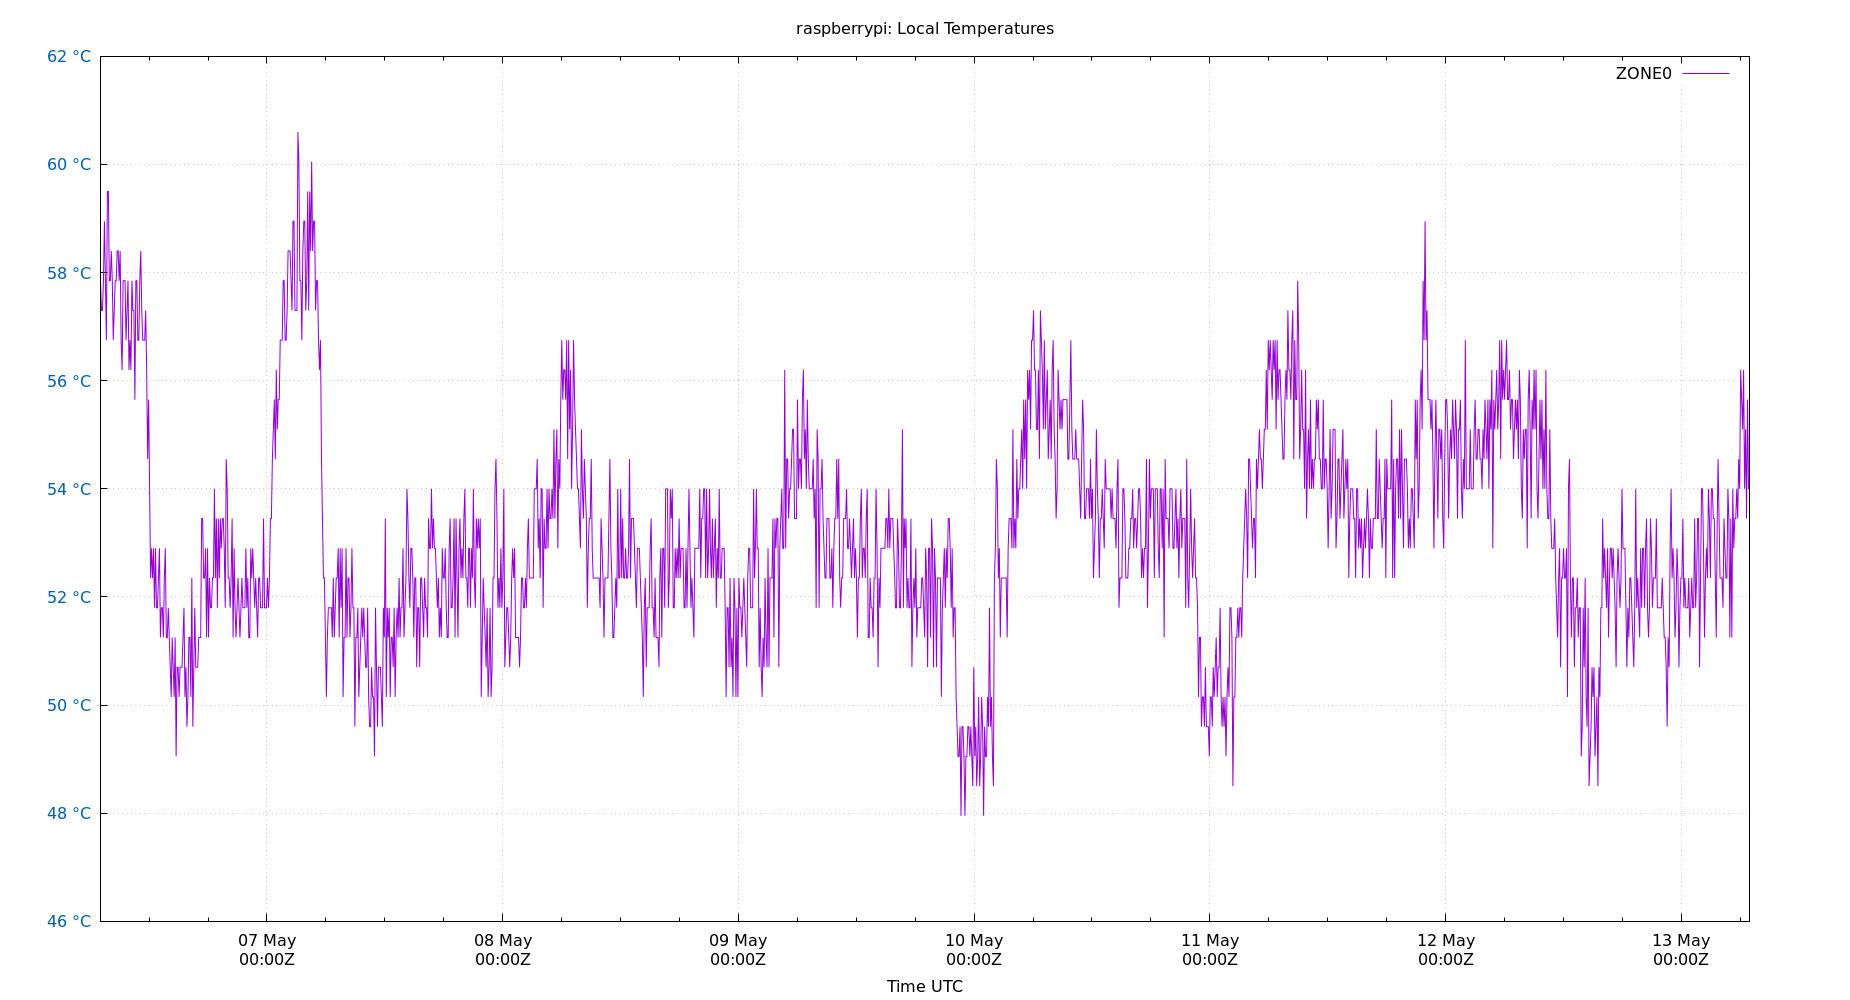 raspberrypi: Local Temperatures
62 °C
ZONE0
60 °C
58 °C
56 °C
54 °C
52 °C
50 °C
48 °C
46 °C
07 May 08 May 09 May 10 May 11 May 12 May 13 May
00:00Z 00:00Z 00:00Z 00:00Z 00:00Z 00:00Z 00:00Z
Time UTC